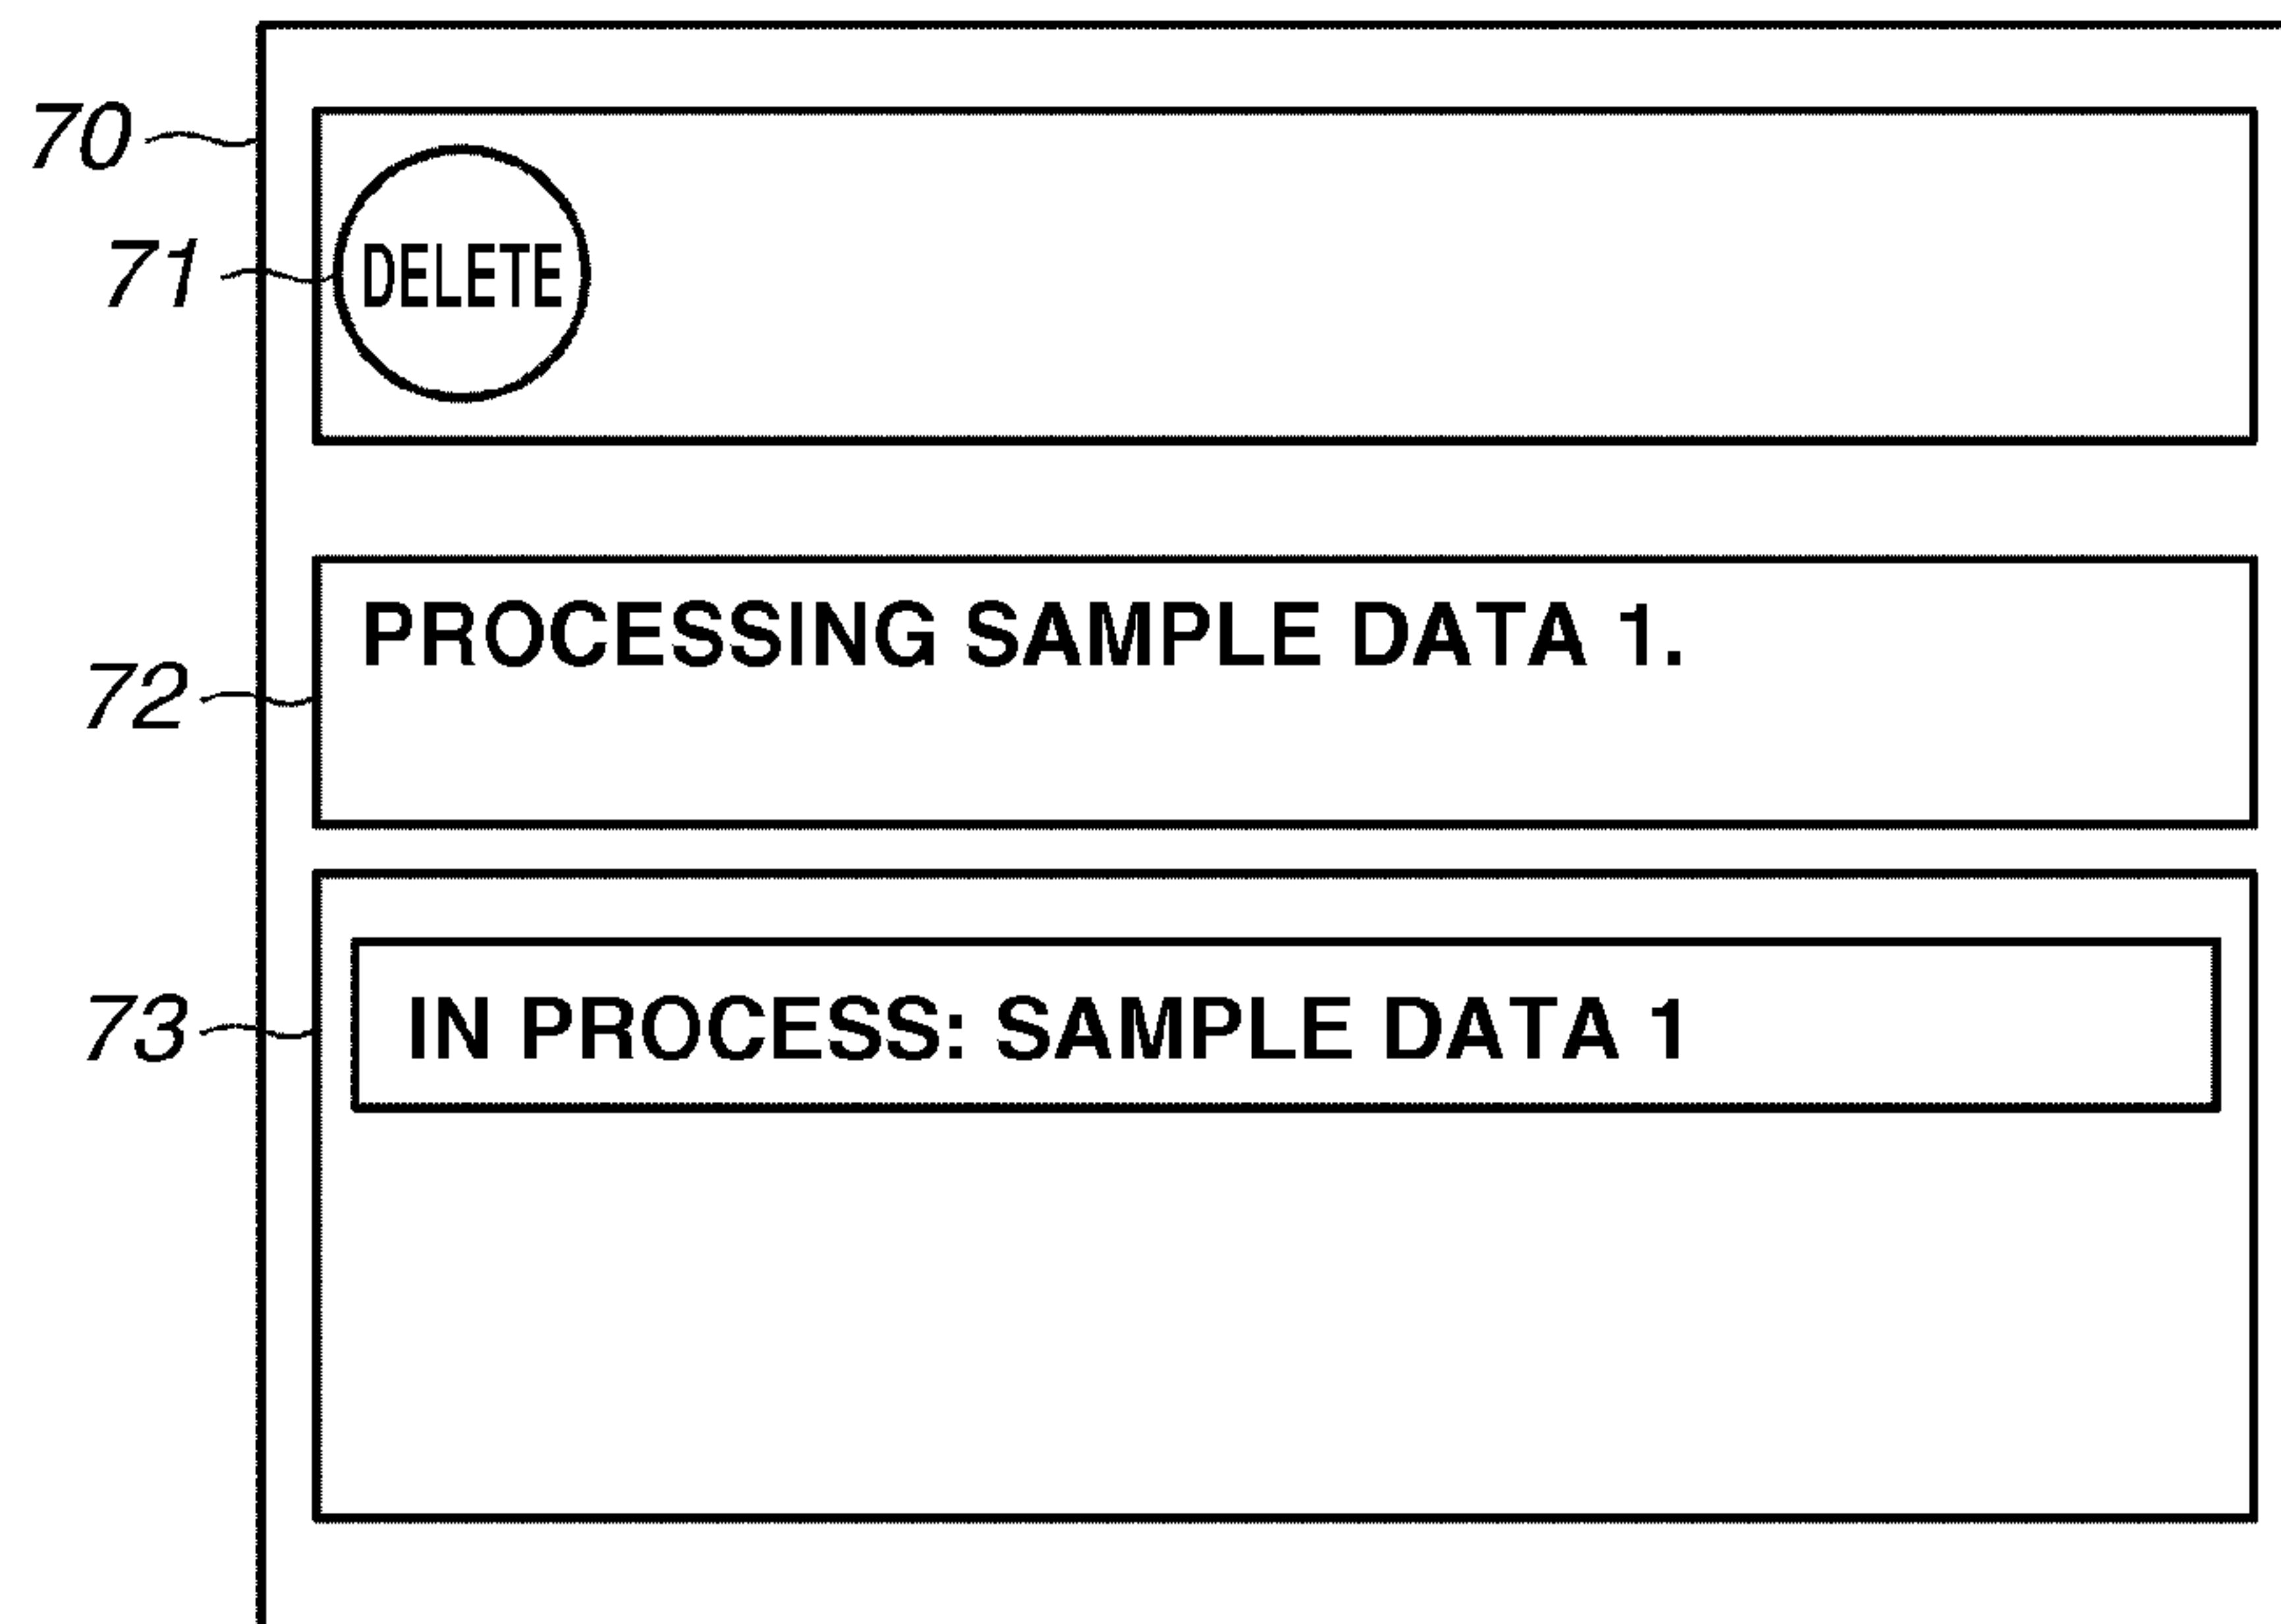 70
71
DELETE
72
PROCESSING SAMPLE DATA 1.
73
IN PROCESS: SAMPLE DATA 1